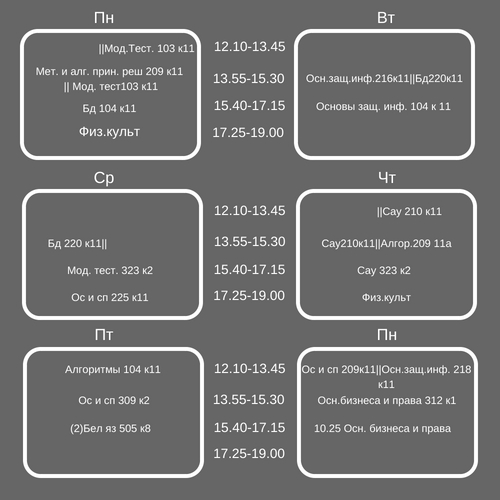 Пн
Вт
||Мод.Тест. 103 к11
12.10-13.45
Мет. и алг. прин. реш 209 к11
|| Мод. тест103 к11
13.55-15.30
Осн.защ.инф.216к11||Бд220к11
Бд 104 к11
15.40-17.15
Основы защ. инф. 104 к 11
Физ.культ
17.25-19.00
Ср
Чт
12.10-13.45
||Сау 210 к11
Бд 220 к11||
13.55-15.30
Сау210к11||Алгор.209 11а
Мод. тест. 323 к2
15.40-17.15
Сау 323 к2
Ос и сп 225 к11
17.25-19.00
Физ.культ
Пт
Пн
Алгоритмы 104 к11
12.10-13.45
Ос и сп 209к11||Осн.защ.инф. 218
к11
Ос и сп 309 к2
13.55-15.30
Осн.бизнеса и права 312 к1
(2)Бел яз 505 к8
15.40-17.15
10.25 Осн. бизнеса и права
17.25-19.00